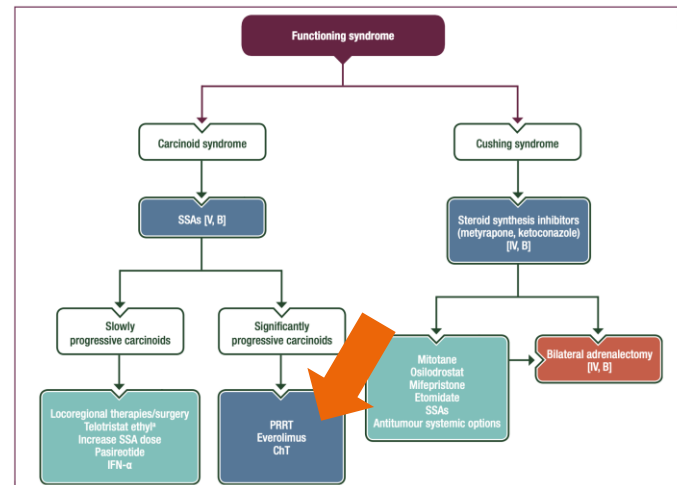 Functioning syndrome
Carcinoid syndrome
Cushing syndrome
SSAs [V, B]
Steroid synthesis inhibitors
(metyrapone, ketoconazole)
[IV, B]
Slowly
progressive carcinoids
Significantly
progressive carcinoids
Locoregional therapies/surgery
Telotristat ethylᵃ
Increase SSA dose
Pasireotide
IFN-α
PRRT
Everolimus
ChT
Mitotane
Osilodrostat
Mifepristone
Etomidate
SSAs
Antitumour systemic options
Bilateral adrenalectomy
[IV, B]